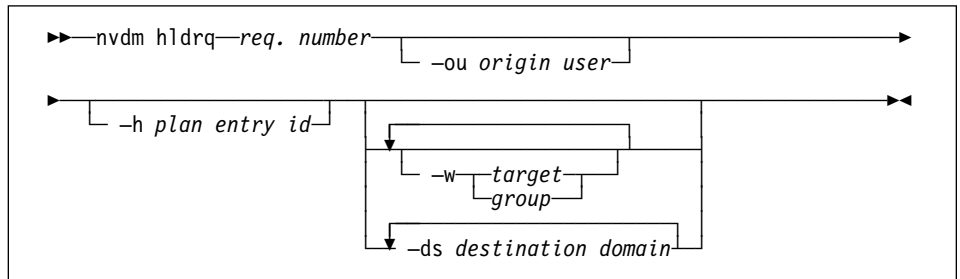 nvdm hldrq req. number
–ou origin user
–h plan entry id
–w target
group
–ds destination domain